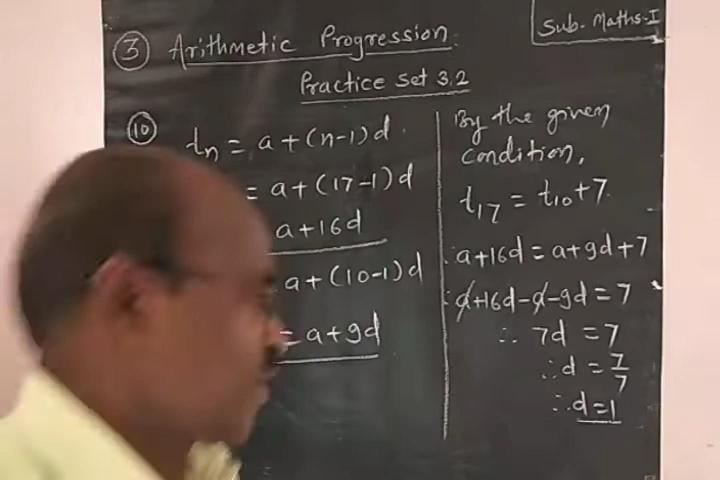 Sub- Maths-I
③ Arithmetic Progression
Practice Set 3.2
⑩ tn = a+(n-1)d
= a+(17-1)d
a+16d
a+(10-1)d
= a+9d
By the given
condition,
t17 = t10+7
∴ a+16d = a+9d+7
∴ a+16d-a-9d = 7
∴ 7d = 7
∴ d = 7/7
∴ d=1